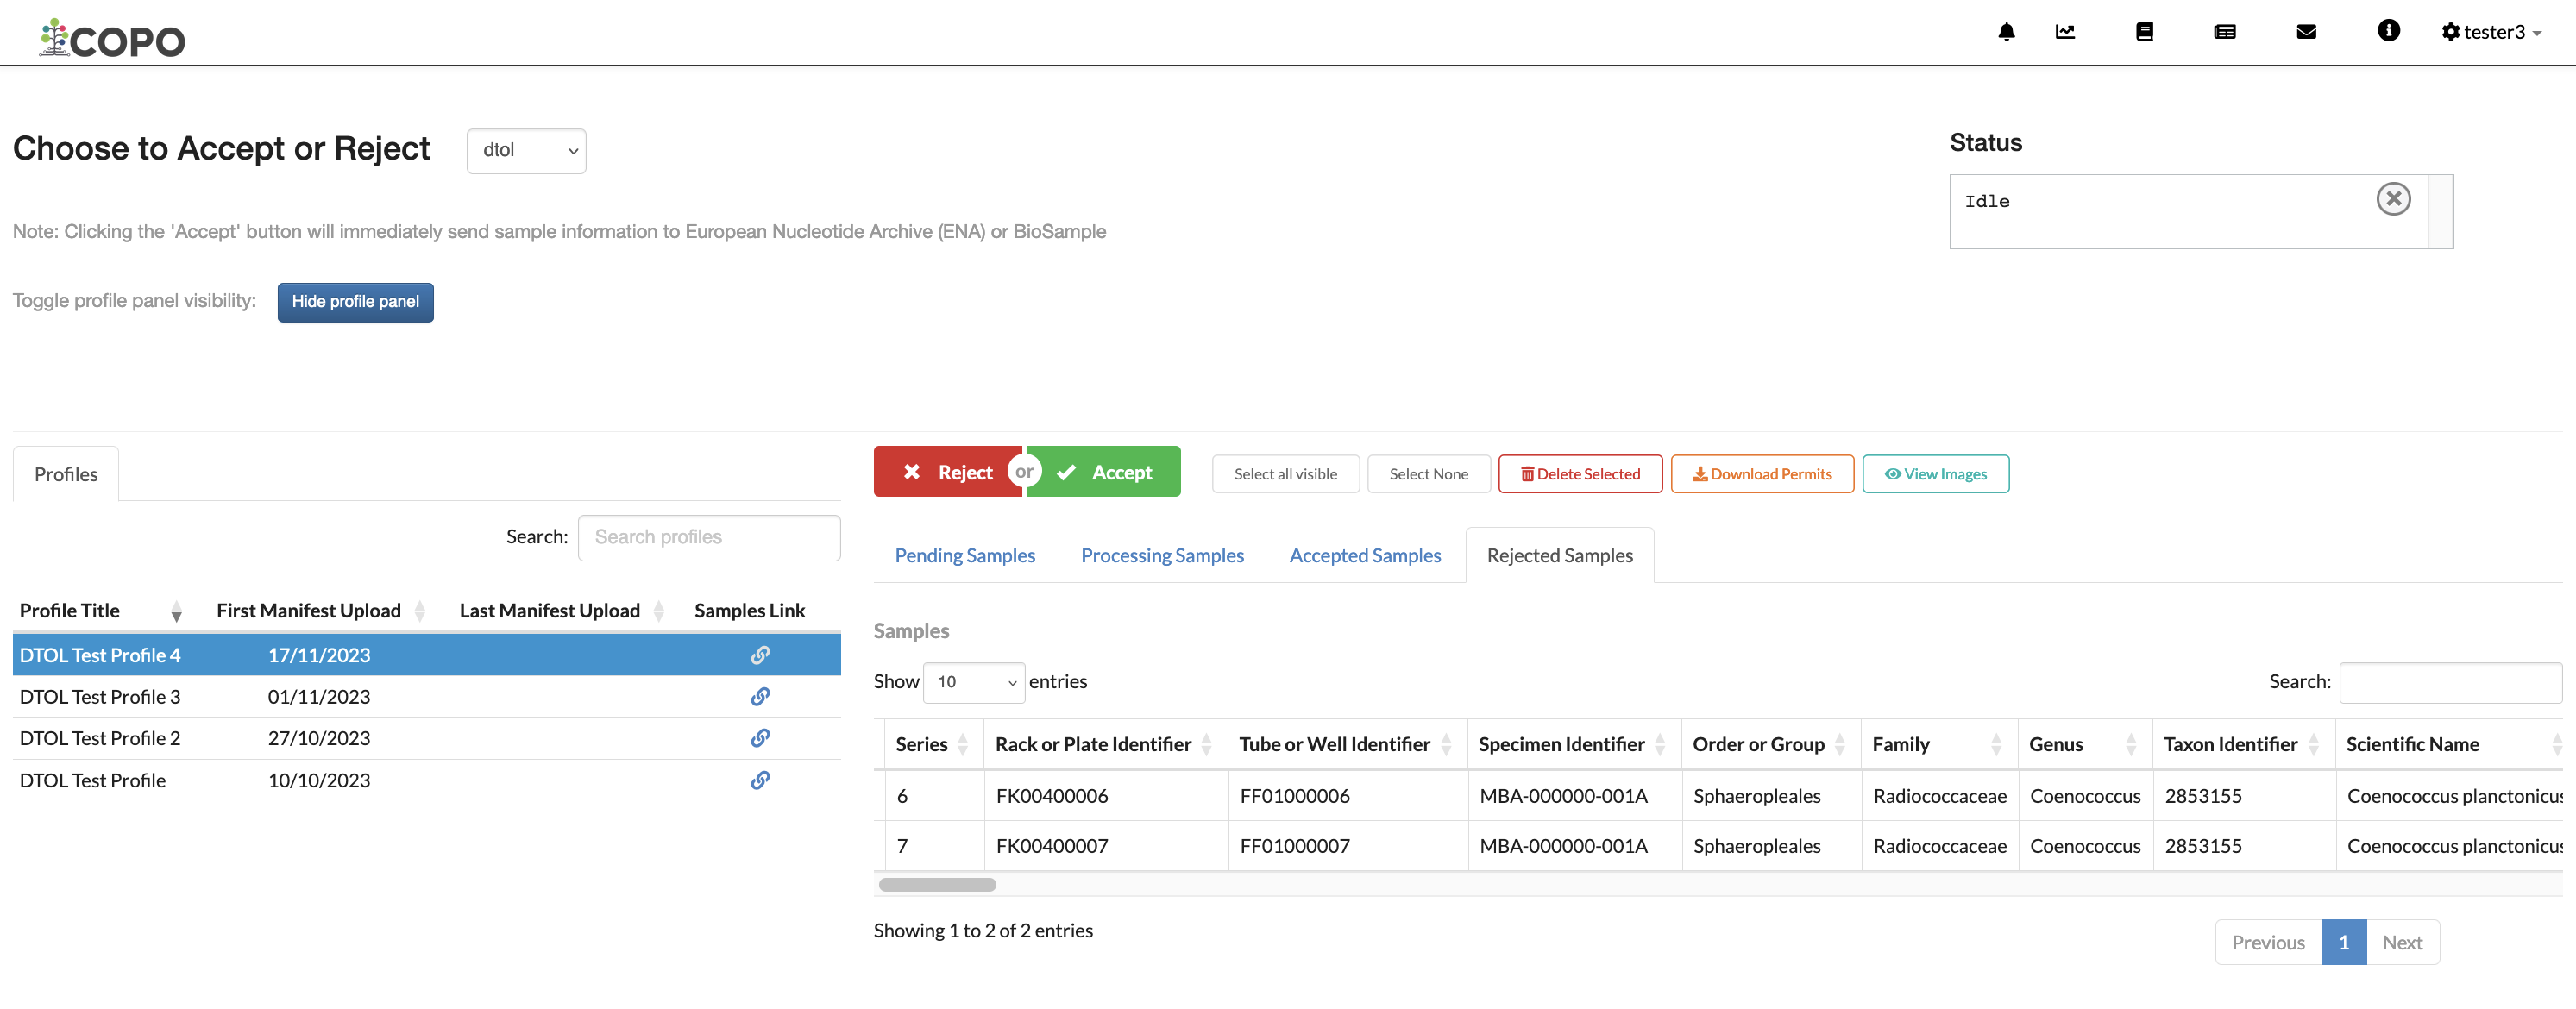 COPO
tester3
Choose to Accept or Reject
dtol
Status
Idle
Note: Clicking the 'Accept' button will immediately send sample information to European Nucleotide Archive (ENA) or BioSample
Toggle profile panel visibility:
Hide profile panel
Profiles
Search:
Search profiles
Profile Title First Manifest Upload Last Manifest Upload Samples Link
DTOL Test Profile 4 17/11/2023
DTOL Test Profile 3 01/11/2023
DTOL Test Profile 2 27/10/2023
DTOL Test Profile 10/10/2023
Reject or Accept
Select all visible
Select None
Delete Selected
Download Permits
View Images
Pending Samples Processing Samples Accepted Samples Rejected Samples
Samples
Show 10 entries
Search:
Series Rack or Plate Identifier Tube or Well Identifier Specimen Identifier Order or Group Family Genus Taxon Identifier Scientific Name
6 FK00400006 FF01000006 MBA-000000-001A Sphaeropleales Radiococcaceae Coenococcus 2853155 Coenococcus planctonicus
7 FK00400007 FF01000007 MBA-000000-001A Sphaeropleales Radiococcaceae Coenococcus 2853155 Coenococcus planctonicus
Showing 1 to 2 of 2 entries
Previous 1 Next